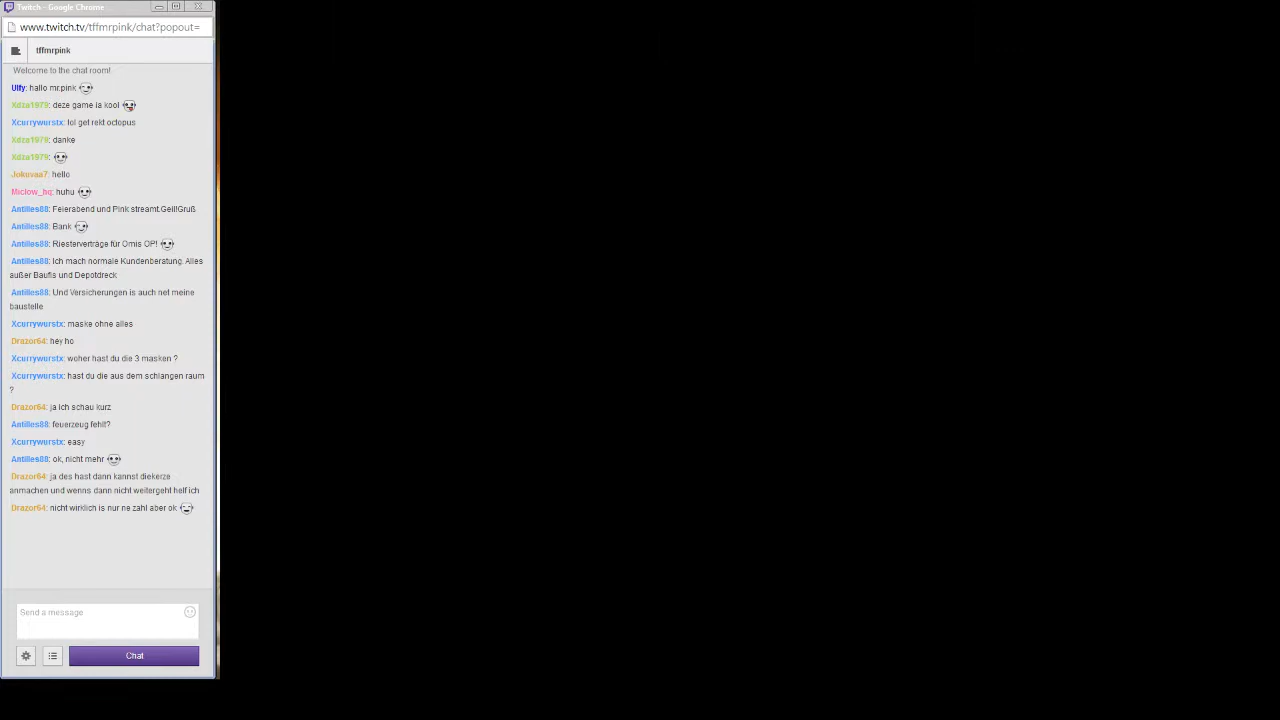 Twitch - Google Chrome
www.twitch.tv/tffmrpink/chat?popout=
tffmrpink
Welcome to the chat room!
Ulfy: hallo mr.pink
Xdza1979: deze game ia kool
Xcurrywurstx: lol get rekt octopus
Xdza1979: danke
Xdza1979:
Jokuvaa7: hello
Miclow_hq: huhu
Antilles88: Feierabend und Pink streamt.Geil!Gruß
Antilles88: Bank
Antilles88: Riesterverträge für Omis OP!
Antilles88: Ich mach normale Kundenberatung. Alles
außer Baufis und Depotdreck
Antilles88: Und Versicherungen is auch net meine
baustelle
Xcurrywurstx: maske ohne alles
Drazor64: hey ho
Xcurrywurstx: woher hast du die 3 masken ?
Xcurrywurstx: hast du die aus dem schlangen raum
?
Drazor64: ja ich schau kurz
Antilles88: feuerzeug fehlt?
Xcurrywurstx: easy
Antilles88: ok, nicht mehr
Drazor64: ja des hast dann kannst diekerze
anmachen und wenns dann nicht weitergeht helf ich
Drazor64: nicht wirklich is nur ne zahl aber ok
Send a message
Chat